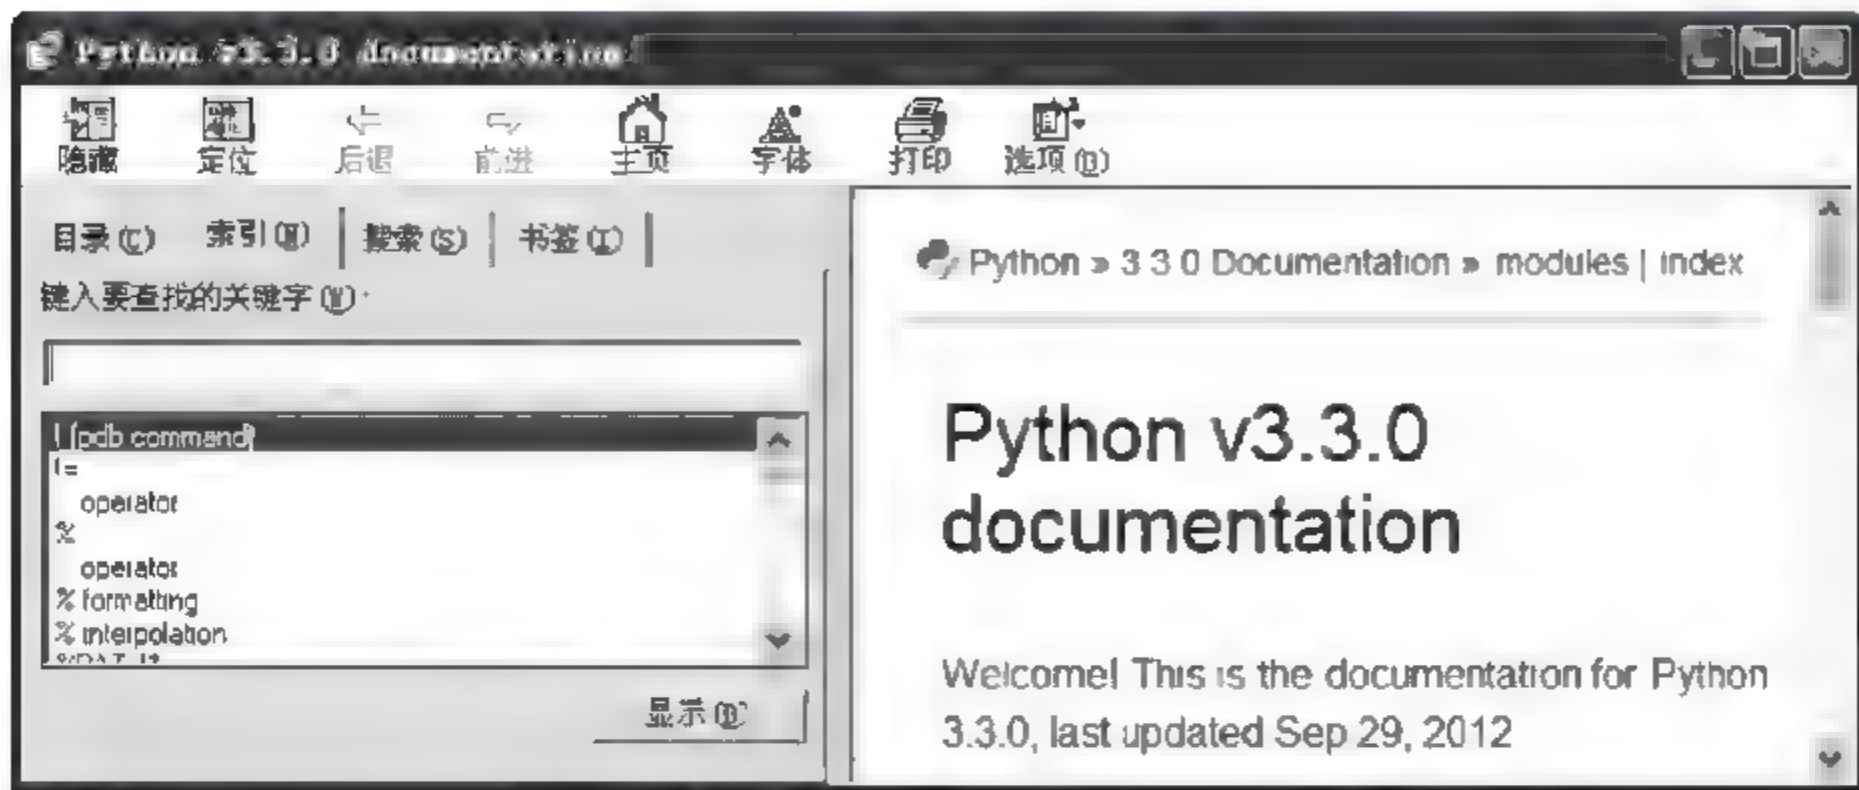 Python v3.3.0 documentation
隐藏 定位 后退 前进 主页 字体 打印 选项(O)
目录(C) 索引(N) 搜索(S) 书签(I)
键入要查找的关键字(W):
! (pdb command)
!=
operator
%
operator
% formatting
% interpolation
显示(D)
Python » 3.3.0 Documentation » modules | index
Python v3.3.0
documentation
Welcome! This is the documentation for Python
3.3.0, last updated Sep 29, 2012